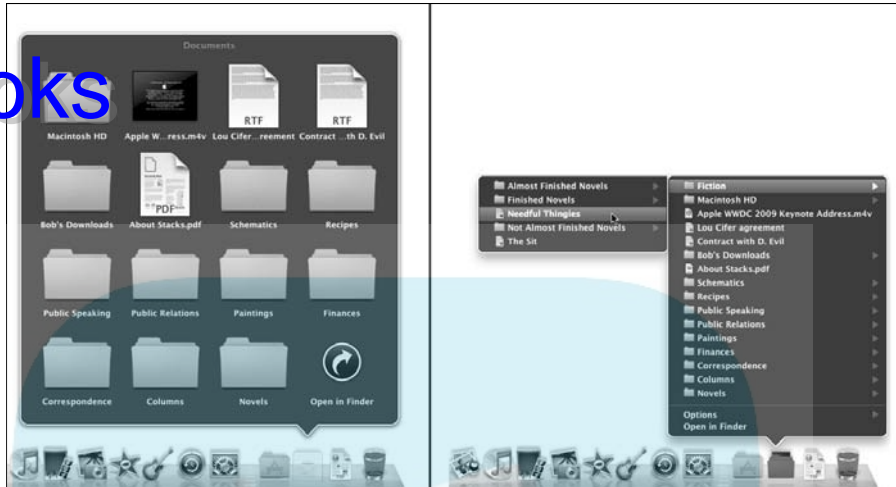 Documents
oks
Macintosh HD Apple W...ress.m4v Lou Cifer...reement Contract ...th D. Evil
RTF RTF
Bob's Downloads About Stacks.pdf Schematics Recipes
PDF
Public Speaking Public Relations Paintings Finances
Correspondence Columns Novels Open in Finder
Almost Finished Novels
Finished Novels
Needful Thingies
Not Almost Finished Novels
The Sit
Fiction
Macintosh HD
Apple WWDC 2009 Keynote Address.m4v
Lou Cifer agreement
Contract with D. Evil
Bob's Downloads
About Stacks.pdf
Schematics
Recipes
Public Speaking
Public Relations
Paintings
Finances
Correspondence
Columns
Novels
Options
Open in Finder